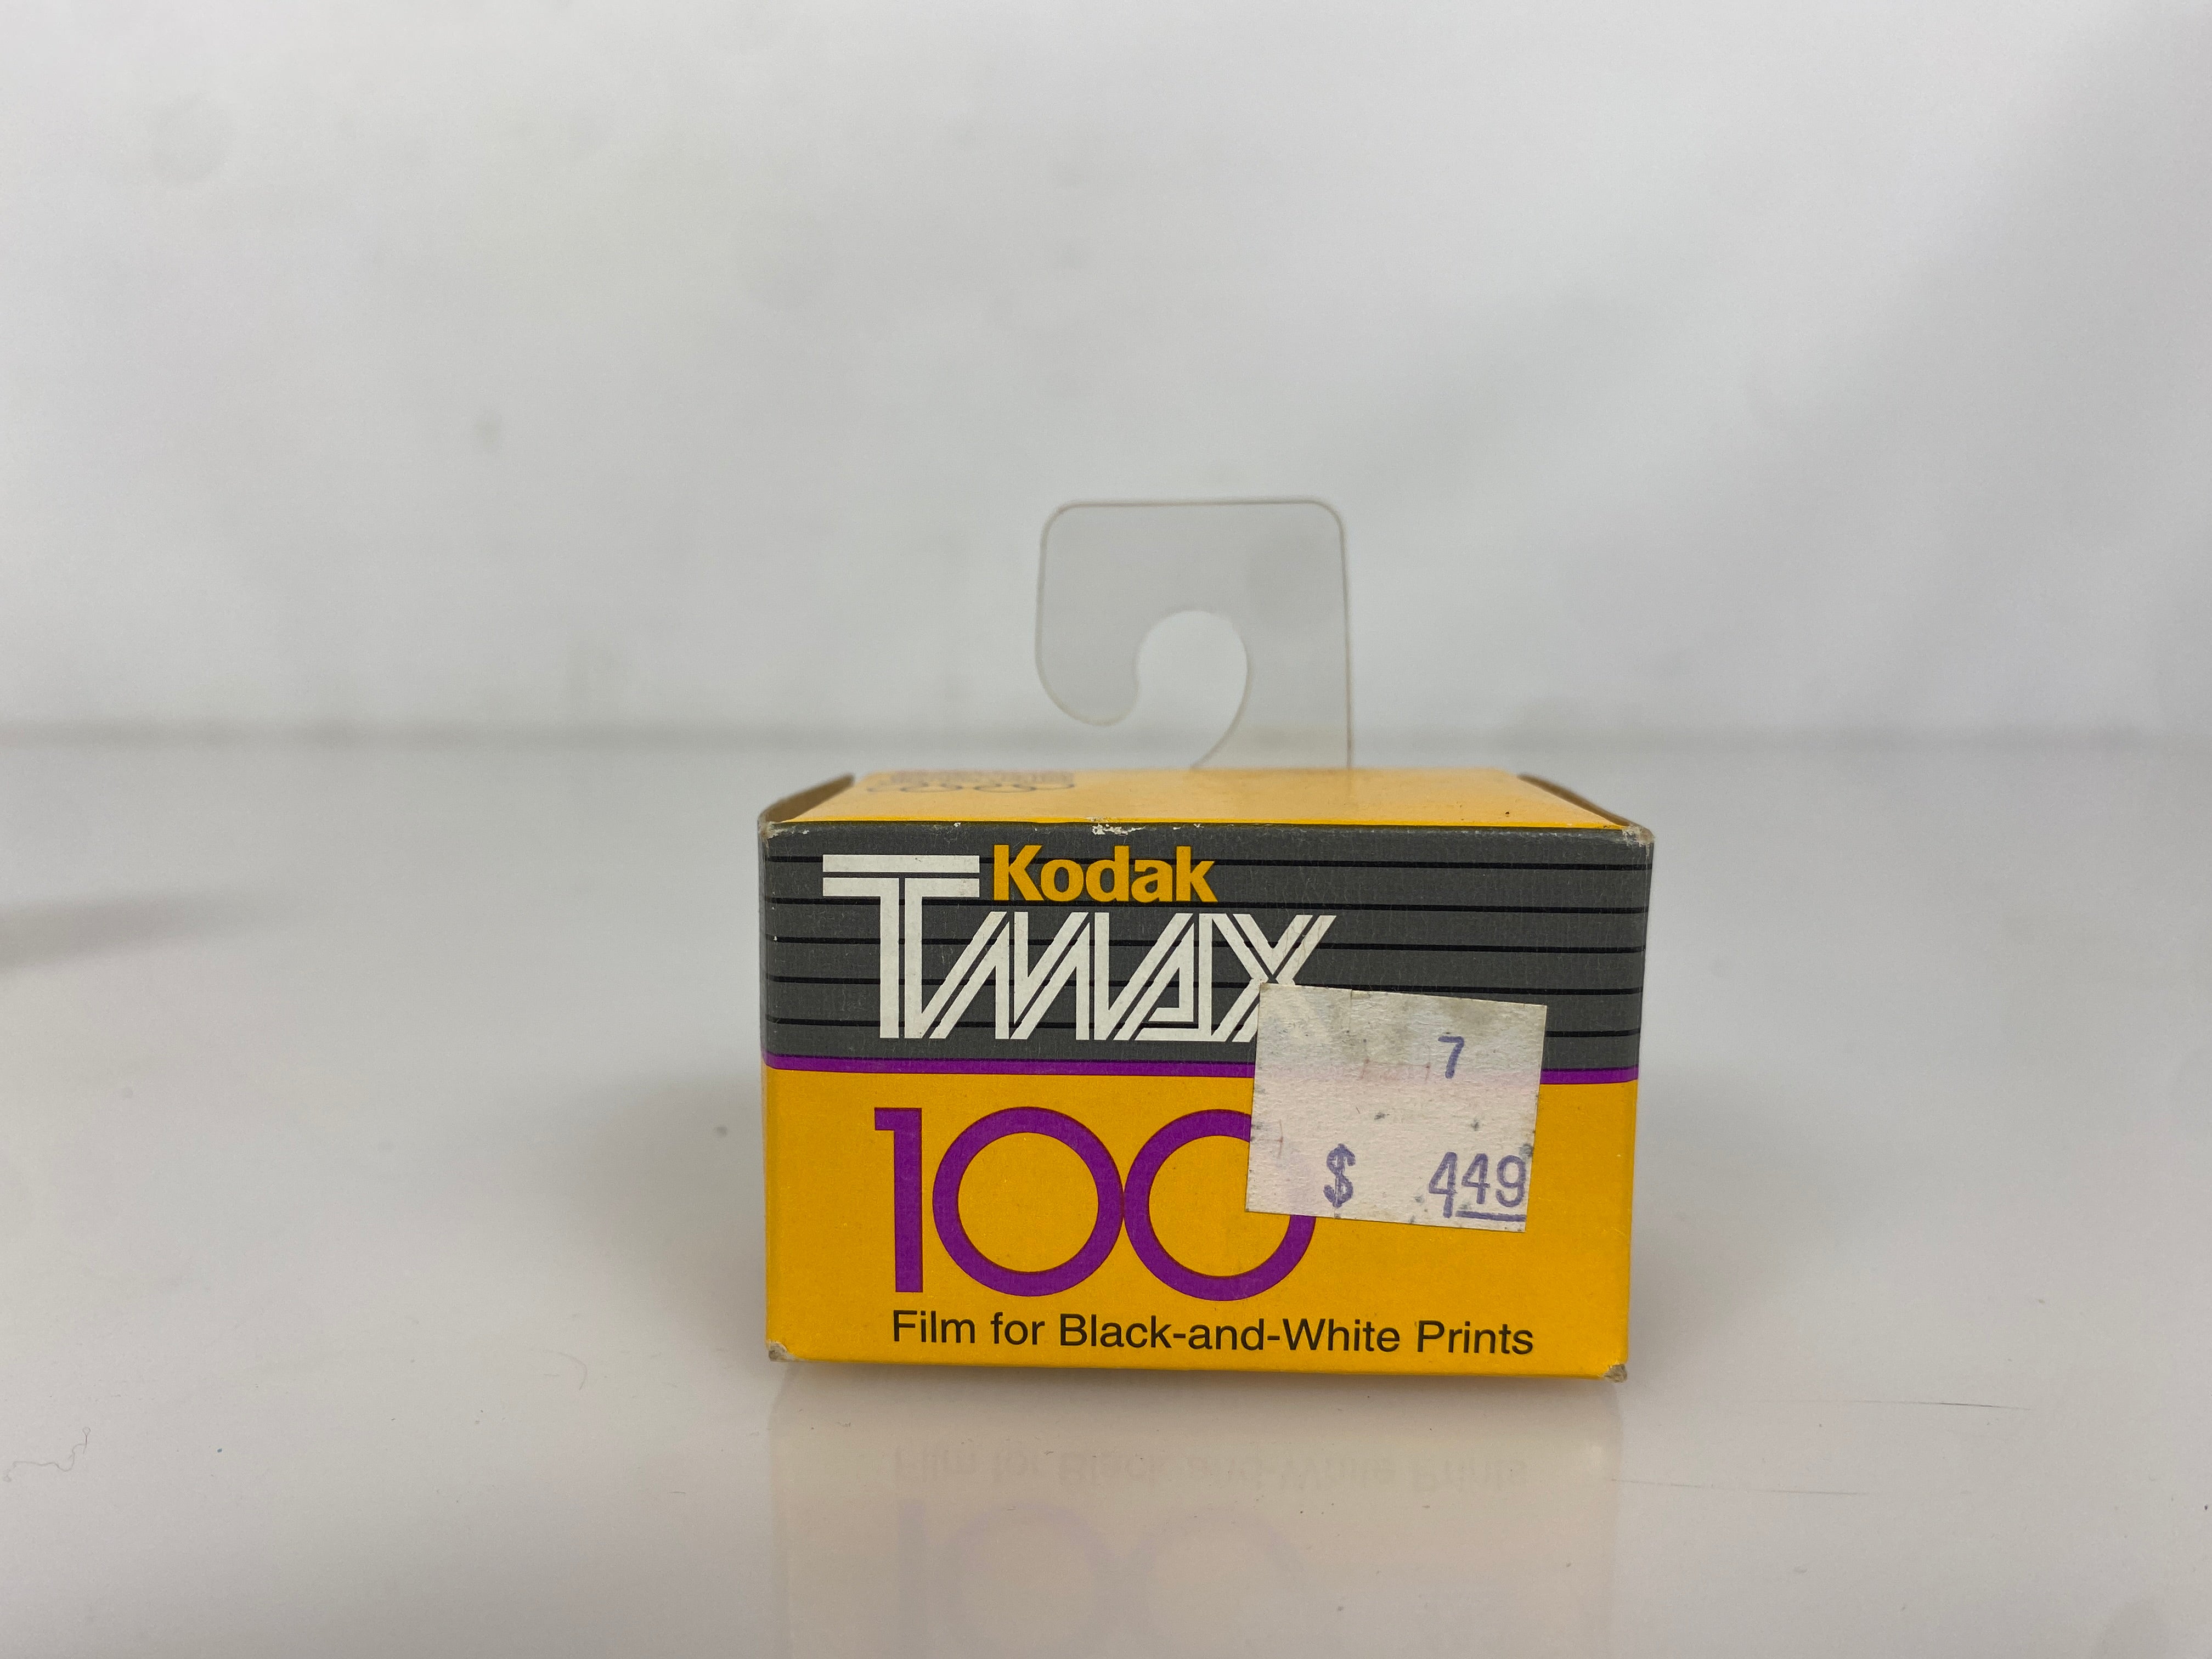 Kodak
TMAX
7
$ 449
100
Film for Black-and-White Prints